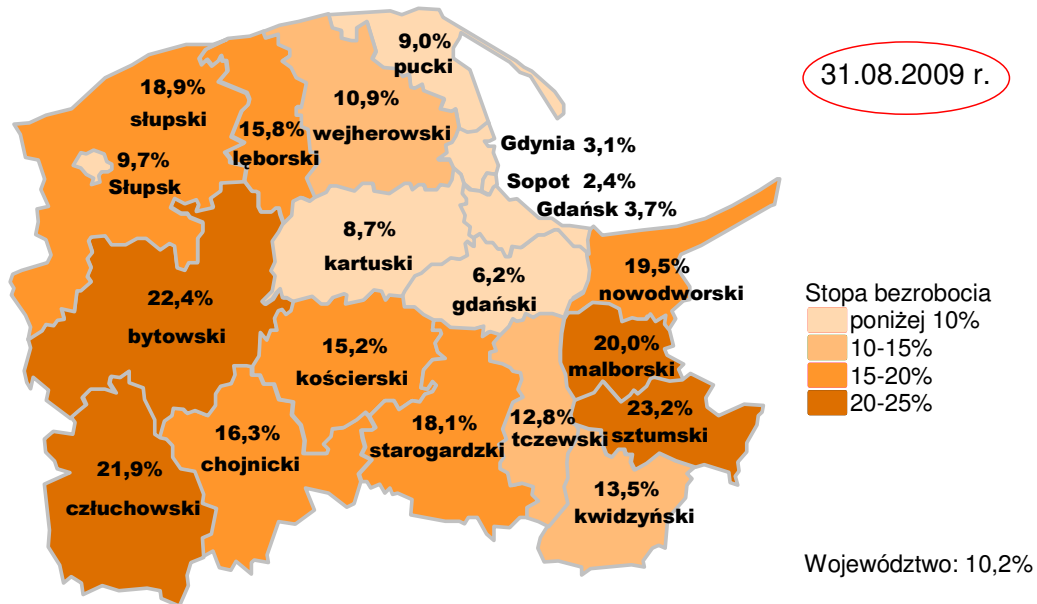 9,0%
pucki
31.08.2009 r.
18,9%
słupski
10,9%
wejherowski
15,8%
lęborski
9,7%
Słupsk
Gdynia 3,1%
Sopot 2,4%
Gdańsk 3,7%
8,7%
kartuski
6,2%
gdański
19,5%
nowodworski
22,4%
bytowski
15,2%
kościerski
20,0%
malborski
Stopa bezrobocia
poniżej 10%
10-15%
15-20%
20-25%
16,3%
chojnicki
18,1%
starogardzki
12,8%
tczewski
23,2%
sztumski
21,9%
człuchowski
13,5%
kwidzyński
Województwo: 10,2%